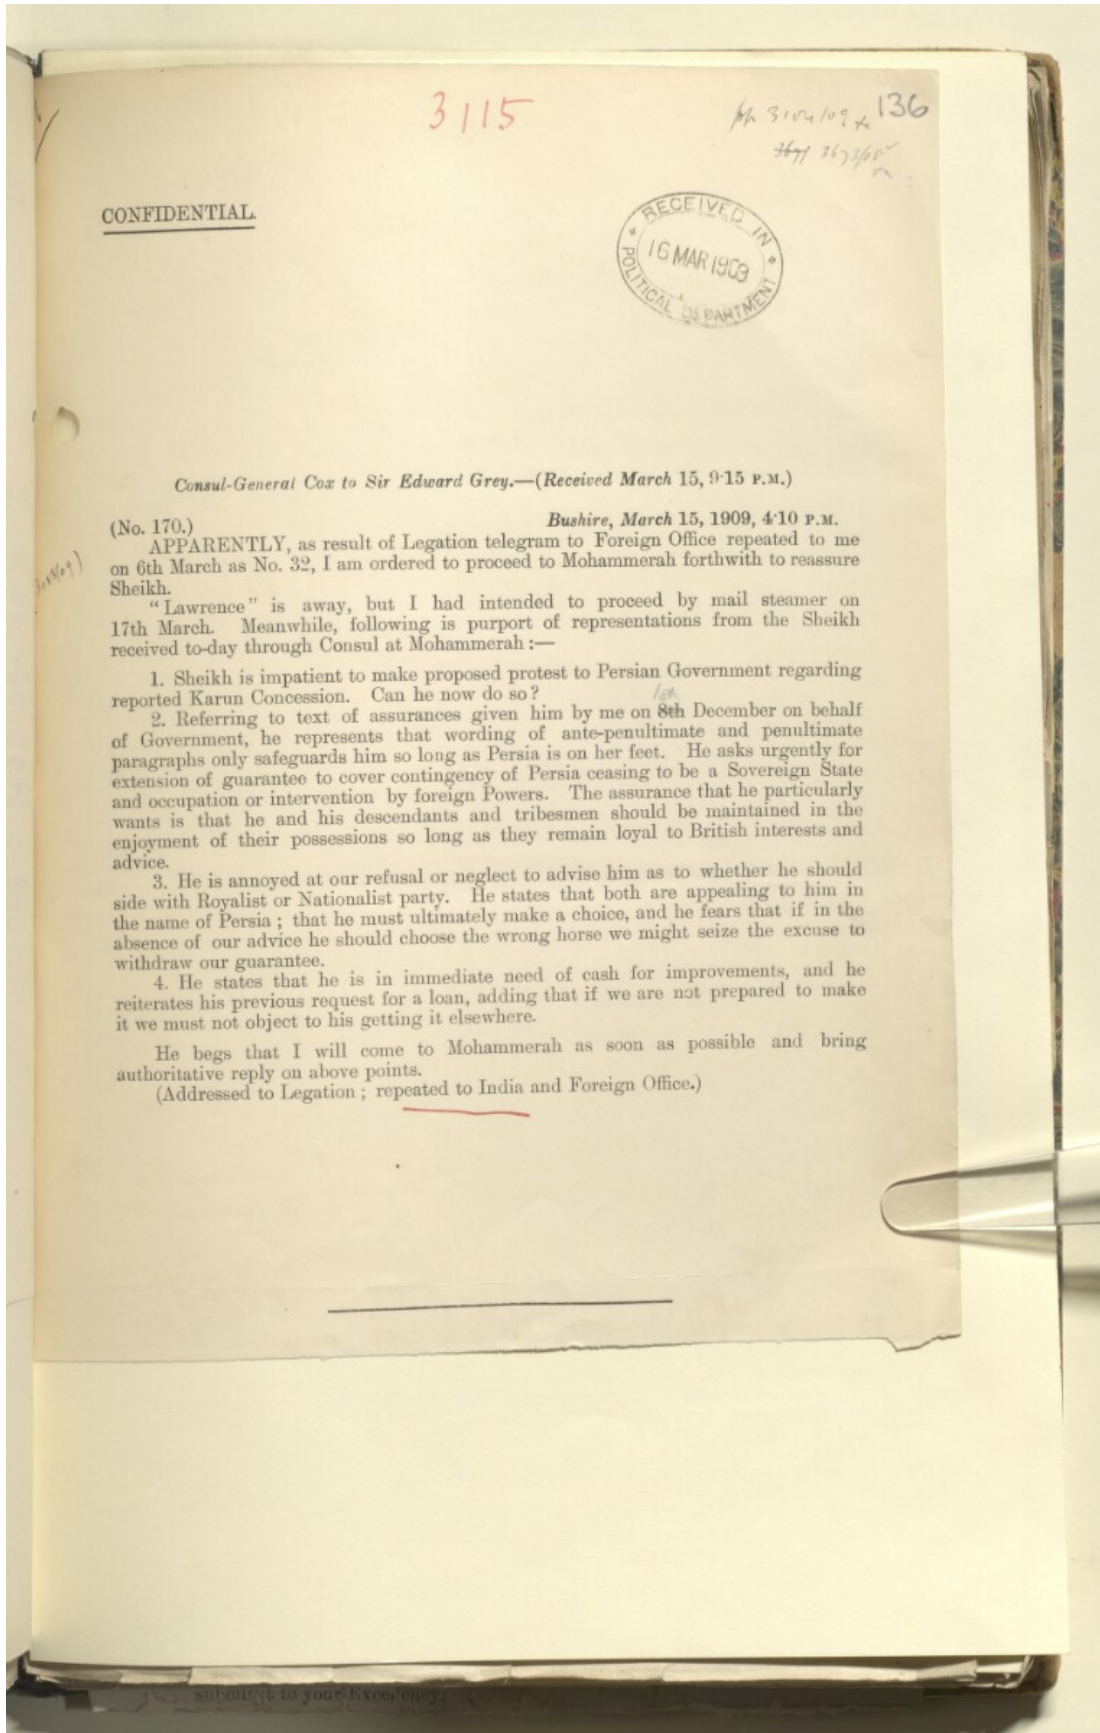 3115
136
CONFIDENTIAL.
RECEIVED IN
16 MAR 1909
POLITICAL DEPARTMENT
Consul-General Cox to Sir Edward Grey.—(Received March 15, 9·15 P.M.)
(No. 170.)
Bushire, March 15, 1909, 4·10 P.M.
APPARENTLY, as result of Legation telegram to Foreign Office repeated to me
on 6th March as No. 32, I am ordered to proceed to Mohammerah forthwith to reassure
Sheikh.
"Lawrence" is away, but I had intended to proceed by mail steamer on
17th March. Meanwhile, following is purport of representations from the Sheikh
received to-day through Consul at Mohammerah :—
1. Sheikh is impatient to make proposed protest to Persian Government regarding
reported Karun Concession. Can he now do so?
2. Referring to text of assurances given him by me on 8th December on behalf
of Government, he represents that wording of ante-penultimate and penultimate
paragraphs only safeguards him so long as Persia is on her feet. He asks urgently for
extension of guarantee to cover contingency of Persia ceasing to be a Sovereign State
and occupation or intervention by foreign Powers. The assurance that he particularly
wants is that he and his descendants and tribesmen should be maintained in the
enjoyment of their possessions so long as they remain loyal to British interests and
advice.
3. He is annoyed at our refusal or neglect to advise him as to whether he should
side with Royalist or Nationalist party. He states that both are appealing to him in
the name of Persia ; that he must ultimately make a choice, and he fears that if in the
absence of our advice he should choose the wrong horse we might seize the excuse to
withdraw our guarantee.
4. He states that he is in immediate need of cash for improvements, and he
reiterates his previous request for a loan, adding that if we are not prepared to make
it we must not object to his getting it elsewhere.
He begs that I will come to Mohammerah as soon as possible and bring
authoritative reply on above points.
(Addressed to Legation ; repeated to India and Foreign Office.)
submit it to your Excellency,